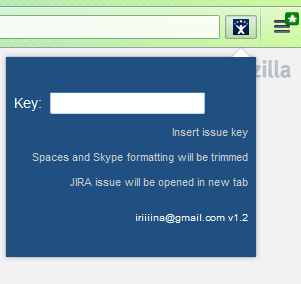 zilla
Key:
Insert issue key
Spaces and Skype formatting will be trimmed
JIRA issue will be opened in new tab
iriiiina@gmail.com v1.2